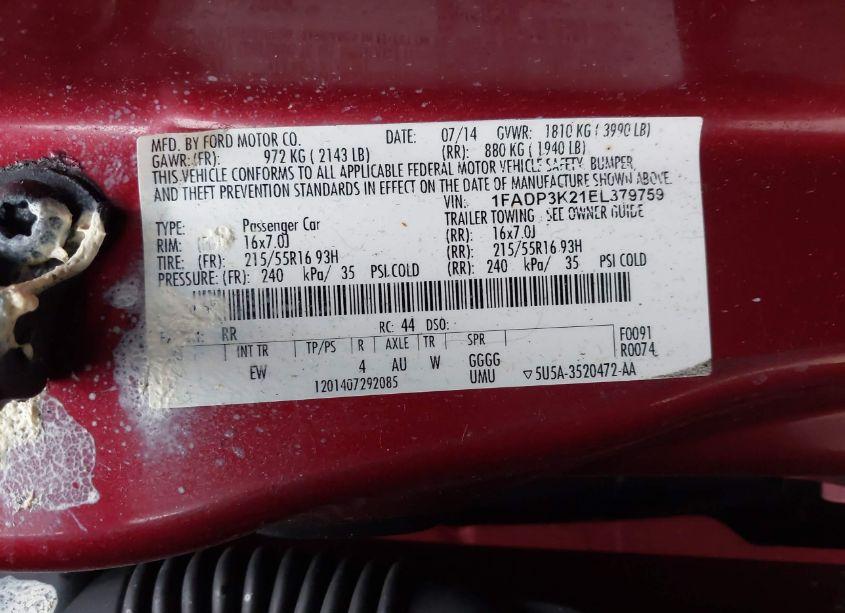 MFD. BY FORD MOTOR CO. DATE: 07/14 GVWR: 1810 KG ( 3990 LB)
GAWR: (FR) 972 KG ( 2143 LB) (RR): 880 KG ( 1940 LB)
THIS VEHICLE CONFORMS TO ALL APPLICABLE FEDERAL MOTOR VEHICLE SAFETY, BUMPER,
AND THEFT PREVENTION STANDARDS IN EFFECT ON THE DATE OF MANUFACTURE SHOWN ABOVE.
VIN: 1FADP3K21EL379759
TYPE: Passenger Car TRAILER TOWING - SEE OWNER GUIDE
RIM: 16x7.0J (RR): 16x7.0J
TIRE: (FR) 215/55R16 93H (RR): 215/55R16 93H
PRESSURE: (FR) 240 kPa/ 35 PSI.COLD (RR): 240 kPa/ 35 PSI COLD
RR RC: 44 DSO:
INT TR TP/PS R AXLE TR SPR F0091
EW 4 AU W GGGG R0074
1201407292085 UMU ▽5U5A-3520472-AA